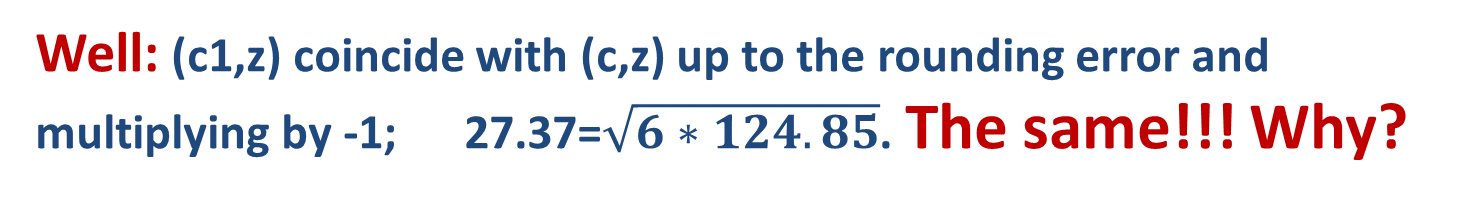 Well: (c1,z) coincide with (c,z) up to the rounding error and
multiplying by -1; 27.37=√6 * 124.85. The same!!! Why?